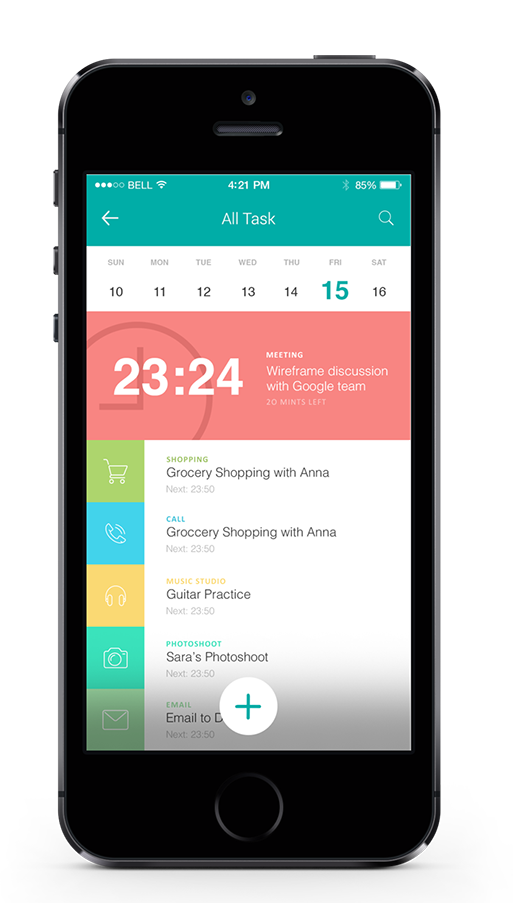 BELL 4:21 PM 85%
All Task
SUN MON TUE WED THU FRI SAT
10 11 12 13 14 15 16
23:24
MEETING
Wireframe discussion
with Google team
20 MINTS LEFT
SHOPPING
Grocery Shopping with Anna
Next: 23:50
CALL
Groccery Shopping with Anna
Next: 23:50
MUSIC STUDIO
Guitar Practice
Next: 23:50
PHOTOSHOOT
Sara's Photoshoot
Next: 23:50
EMAIL
Email to
Next: 23:50